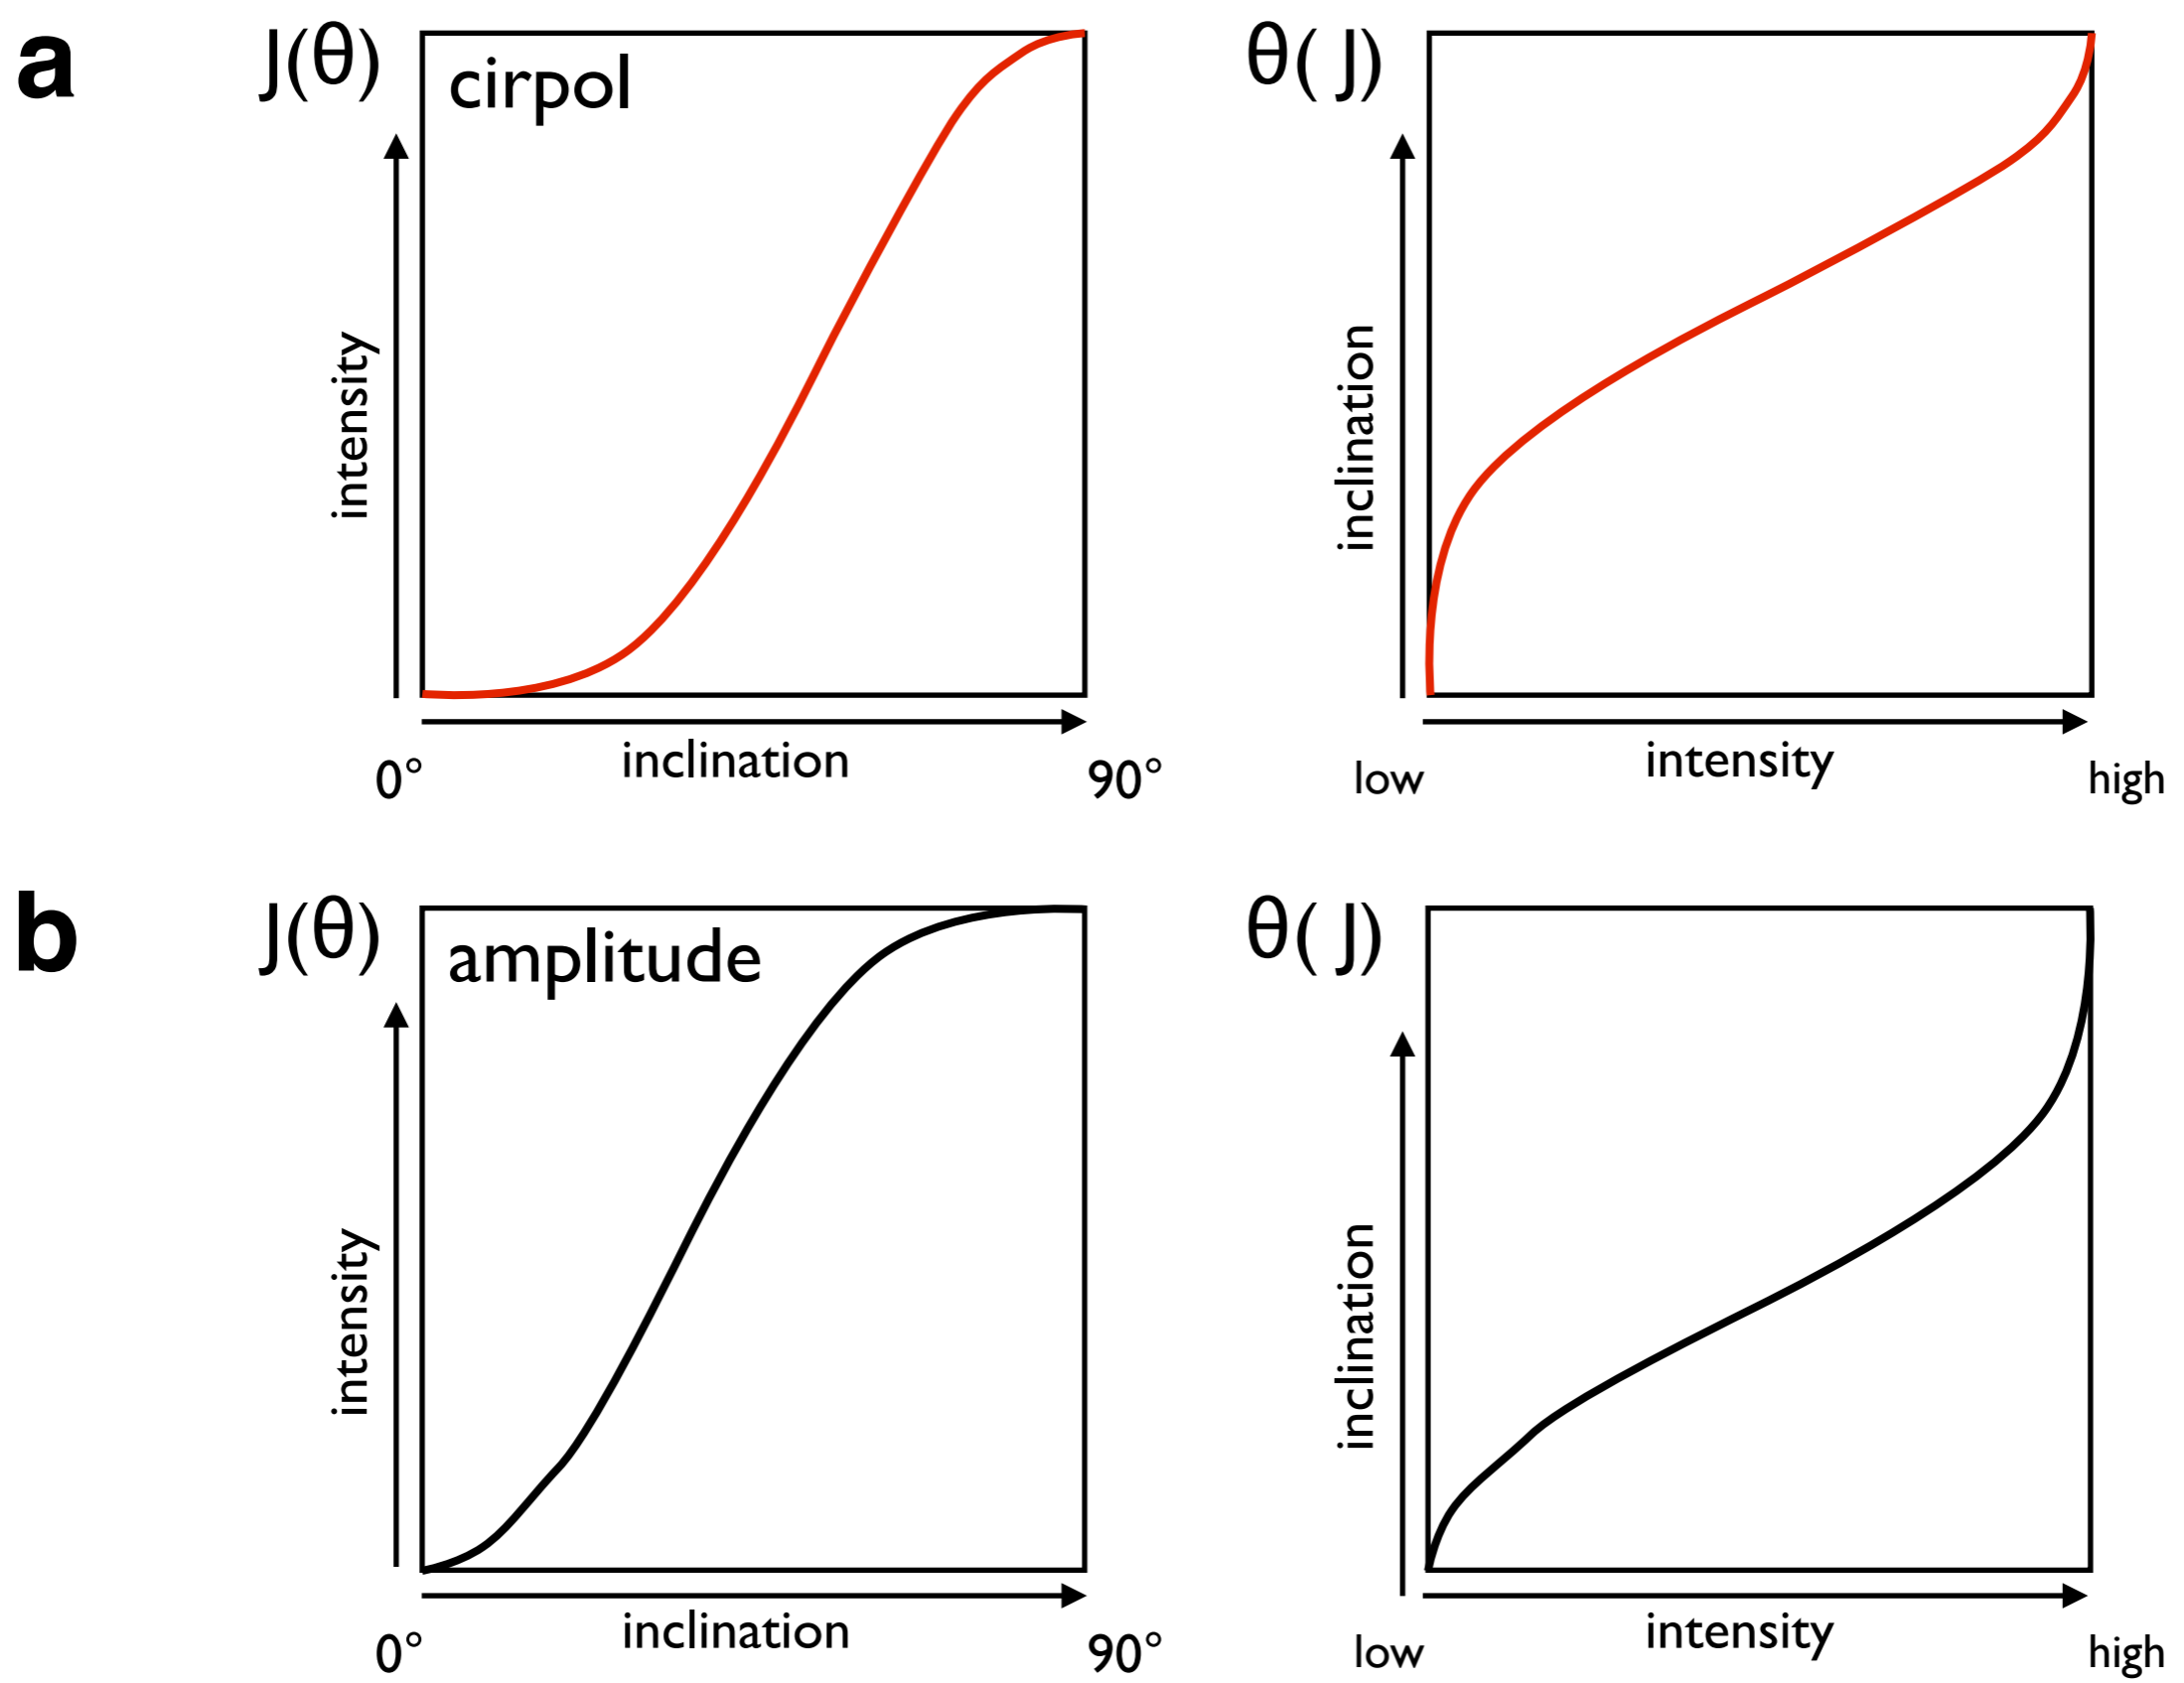 a
J(θ)
cirpol
intensity
inclination
0°
90°
θ( J)
inclination
intensity
low
high
b
J(θ)
amplitude
intensity
inclination
0°
90°
θ( J)
inclination
intensity
low
high